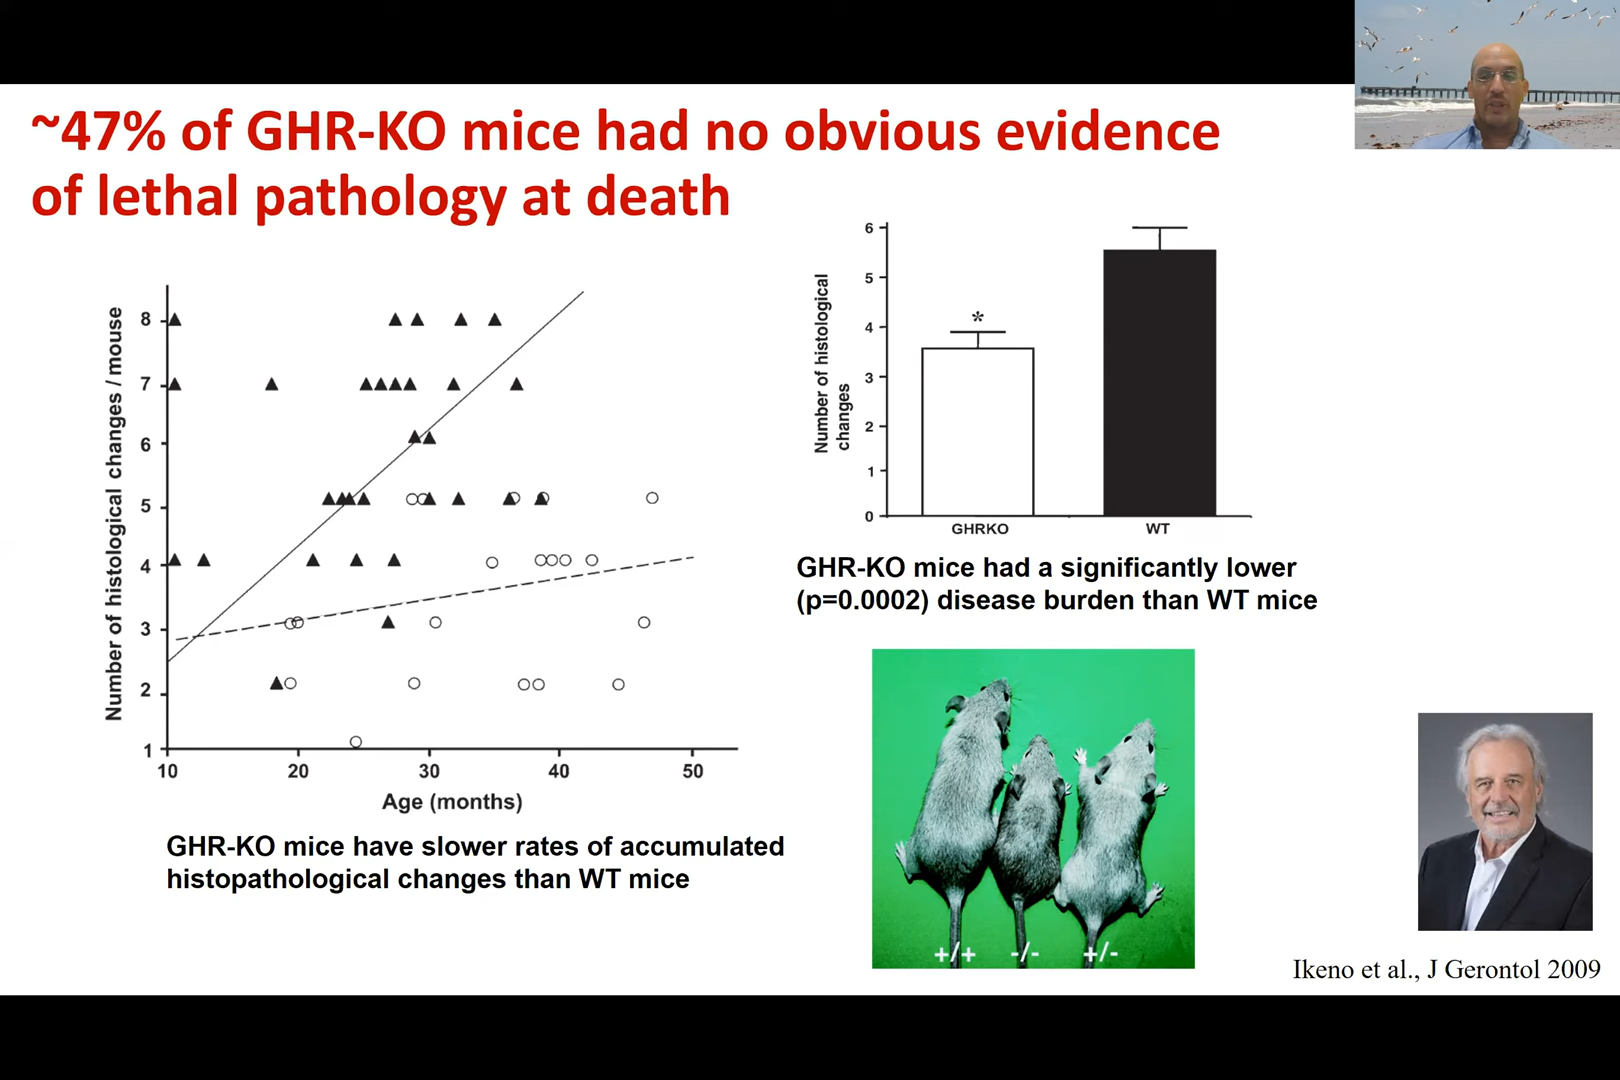 ~47% of GHR-KO mice had no obvious evidence
of lethal pathology at death
Number of histological changes / mouse
8
7
6
5
4
3
2
1
10
20
30
40
50
Age (months)
GHR-KO mice have slower rates of accumulated
histopathological changes than WT mice
Number of histological
changes
6
5
4
3
2
1
0
*
GHRKO
WT
GHR-KO mice had a significantly lower
(p=0.0002) disease burden than WT mice
+/+
-/-
+/-
Ikeno et al., J Gerontol 2009